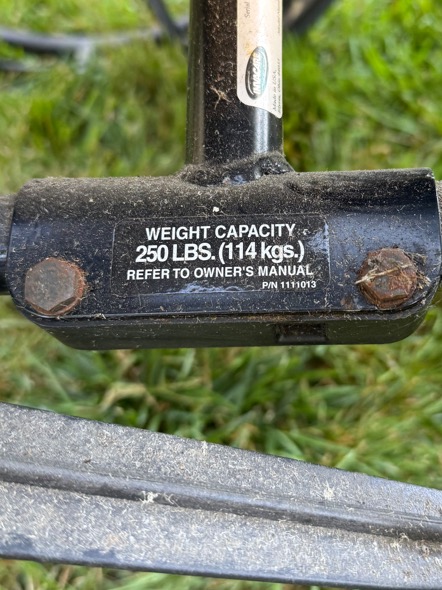 WEIGHT CAPACITY
250 LBS. (114 kgs.)
REFER TO OWNER'S MANUAL
P/N 1111013